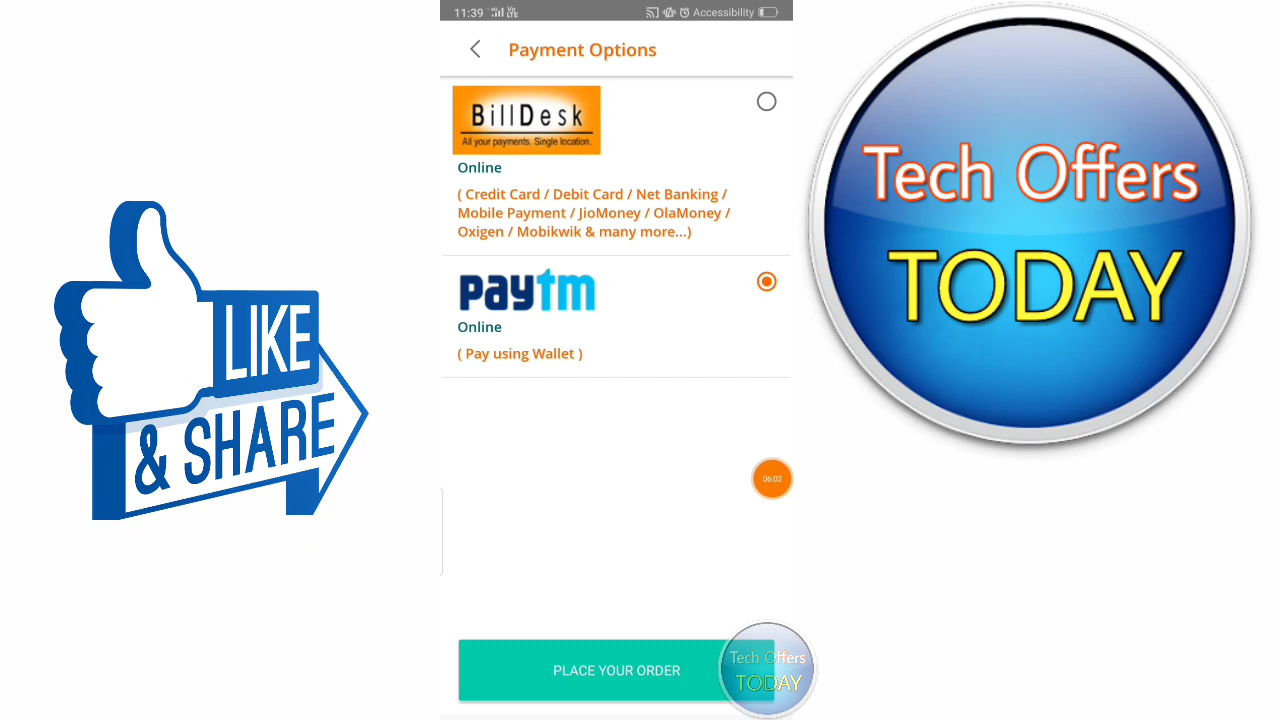 11:39
Accessibility
Payment Options
BillDesk
All your payments. Single location.
Online
( Credit Card / Debit Card / Net Banking /
Mobile Payment / JioMoney / OlaMoney /
Oxigen / Mobikwik & many more...)
paytm
Online
( Pay using Wallet )
06:02
PLACE YOUR ORDER
Tech Offers
TODAY
LIKE
& SHARE
Tech Offers
TODAY